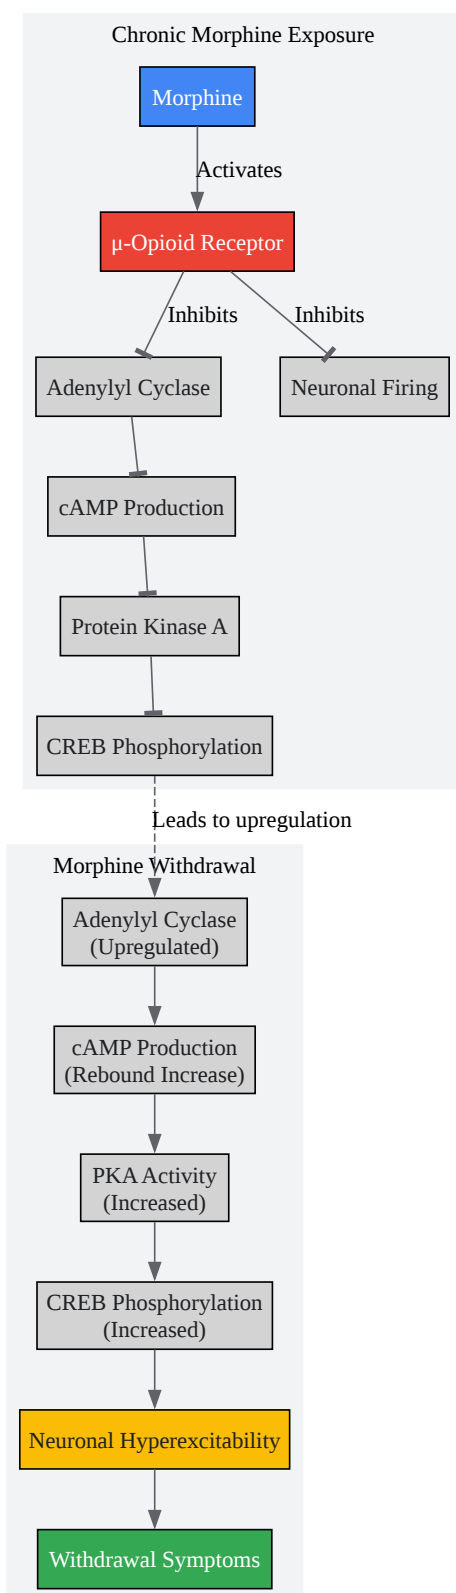 Chronic Morphine Exposure
Morphine
Activates
μ-Opioid Receptor
Inhibits
Inhibits
Adenylyl Cyclase
Neuronal Firing
cAMP Production
Protein Kinase A
CREB Phosphorylation
Leads to upregulation
Morphine Withdrawal
Adenylyl Cyclase
(Upregulated)
cAMP Production
(Rebound Increase)
PKA Activity
(Increased)
CREB Phosphorylation
(Increased)
Neuronal Hyperexcitability
Withdrawal Symptoms